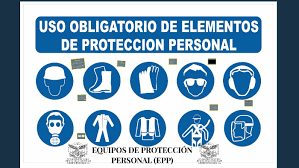 USO OBLIGATORIO DE ELEMENTOS
DE PROTECCION PERSONAL
EQUIPOS DE PROTECCIÓN
PERSONAL (EPP)